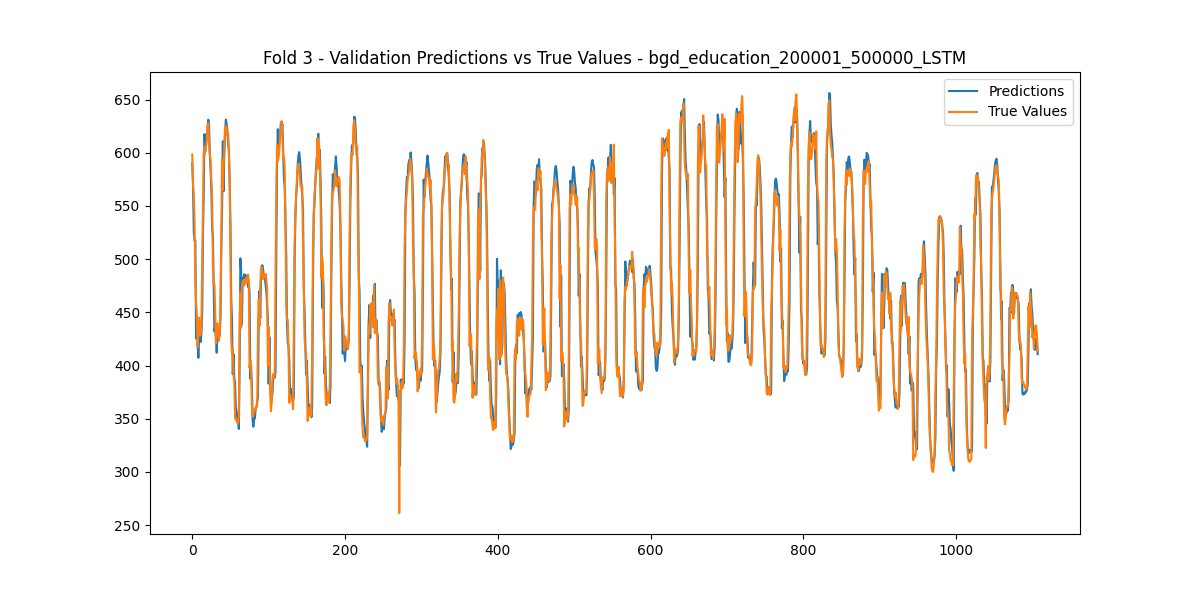 Fold 3 - Validation Predictions vs True Values - bgd_education_200001_500000_LSTM
Predictions
True Values
650
600
550
500
450
400
350
300
250
0 200 400 600 800 1000